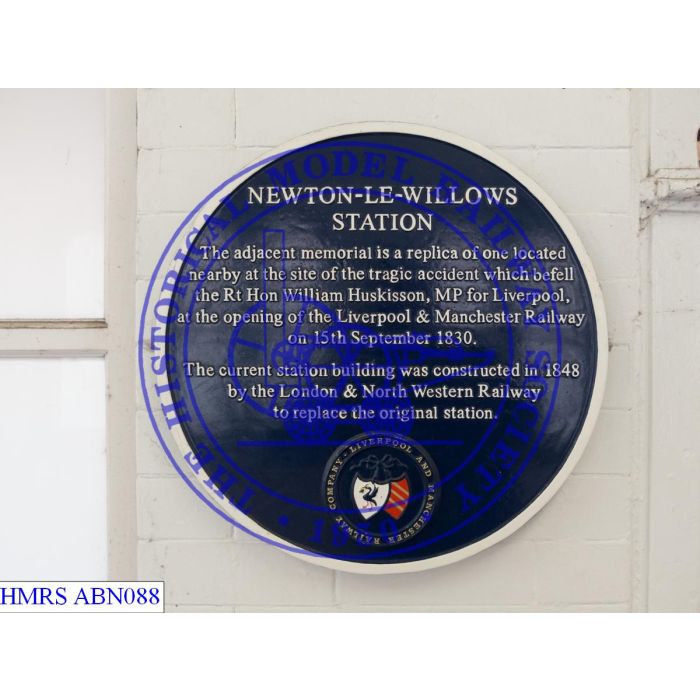 NEWTON-LE-WILLOWS
STATION
The adjacent memorial is a replica of one located
nearby at the site of the tragic accident which befell
the Rt Hon William Huskisson, MP for Liverpool,
at the opening of the Liverpool & Manchester Railway
on 15th September 1830.
The current station building was constructed in 1848
by the London & North Western Railway
to replace the original station.
LIVERPOOL AND MANCHESTER RAILWAY COMPANY
THE HISTORICAL MODEL RAILWAY SOCIETY
1950
HMRS ABN088